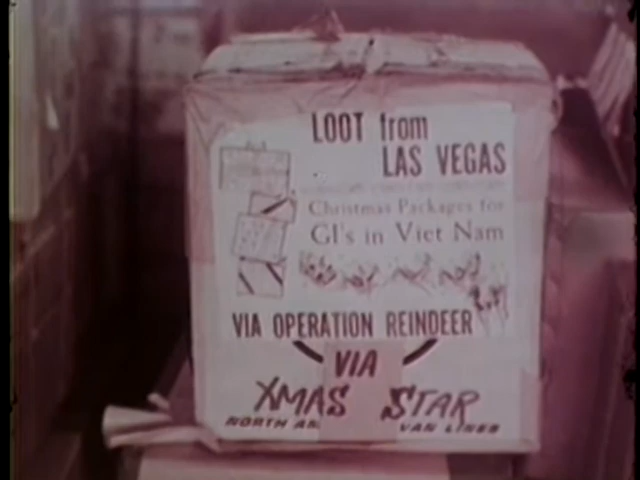 LOOT from
LAS VEGAS
Christmas Packages for
GI's in Viet Nam
VIA OPERATION REINDEER
VIA
XMAS STAR
NORTH AM VAN LINES